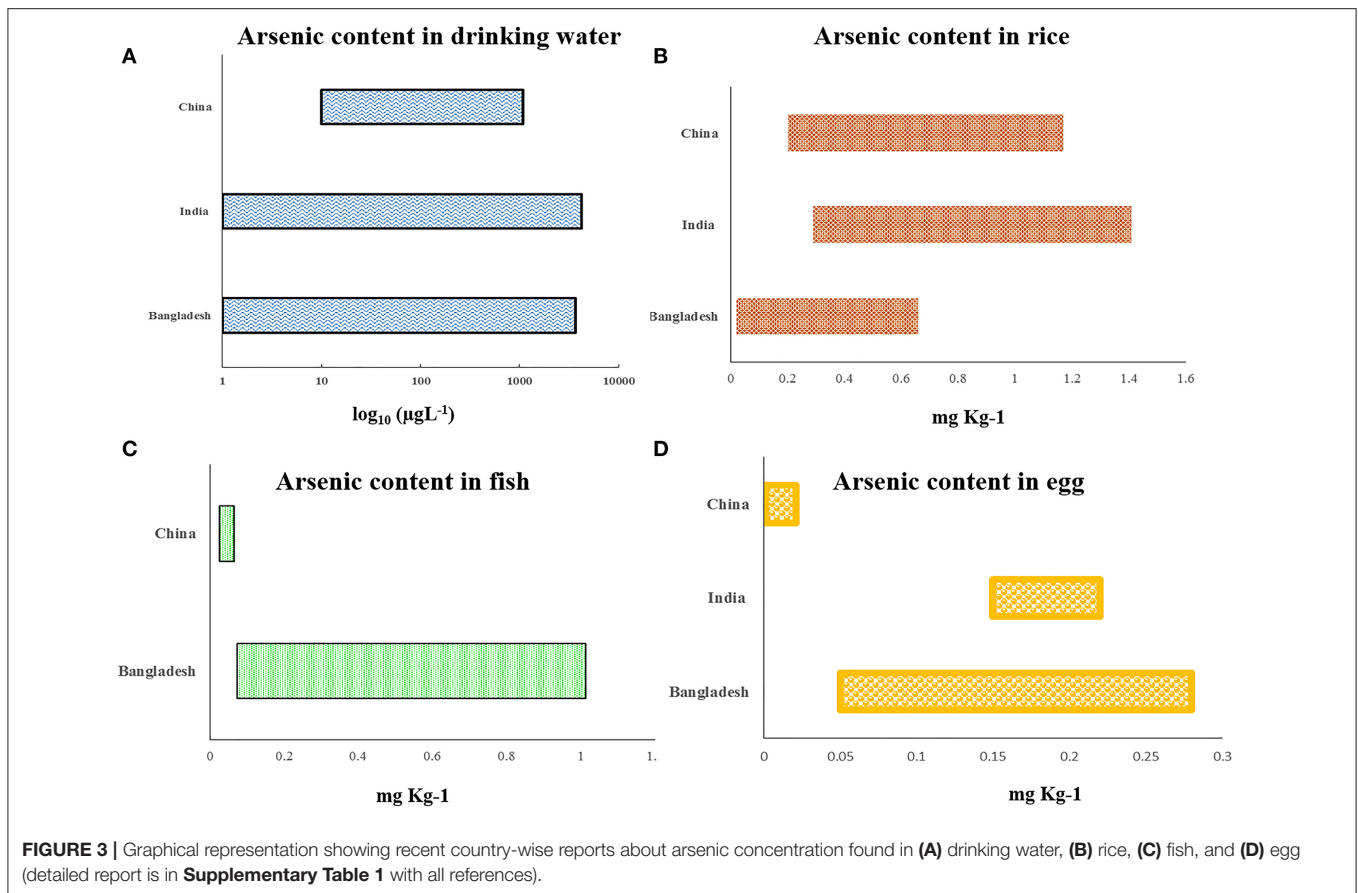 A
Arsenic content in drinking water
China
India
Bangladesh
1 10 100 1000 10000
log₁₀ (µgL⁻¹)
B
Arsenic content in rice
China
India
Bangladesh
0 0.2 0.4 0.6 0.8 1 1.2 1.4 1.6
mg Kg-1
C
Arsenic content in fish
China
Bangladesh
0 0.2 0.4 0.6 0.8 1 1.
mg Kg-1
D
Arsenic content in egg
China
India
Bangladesh
0 0.05 0.1 0.15 0.2 0.25 0.3
mg Kg-1
FIGURE 3 | Graphical representation showing recent country-wise reports about arsenic concentration found in (A) drinking water, (B) rice, (C) fish, and (D) egg
(detailed report is in Supplementary Table 1 with all references).